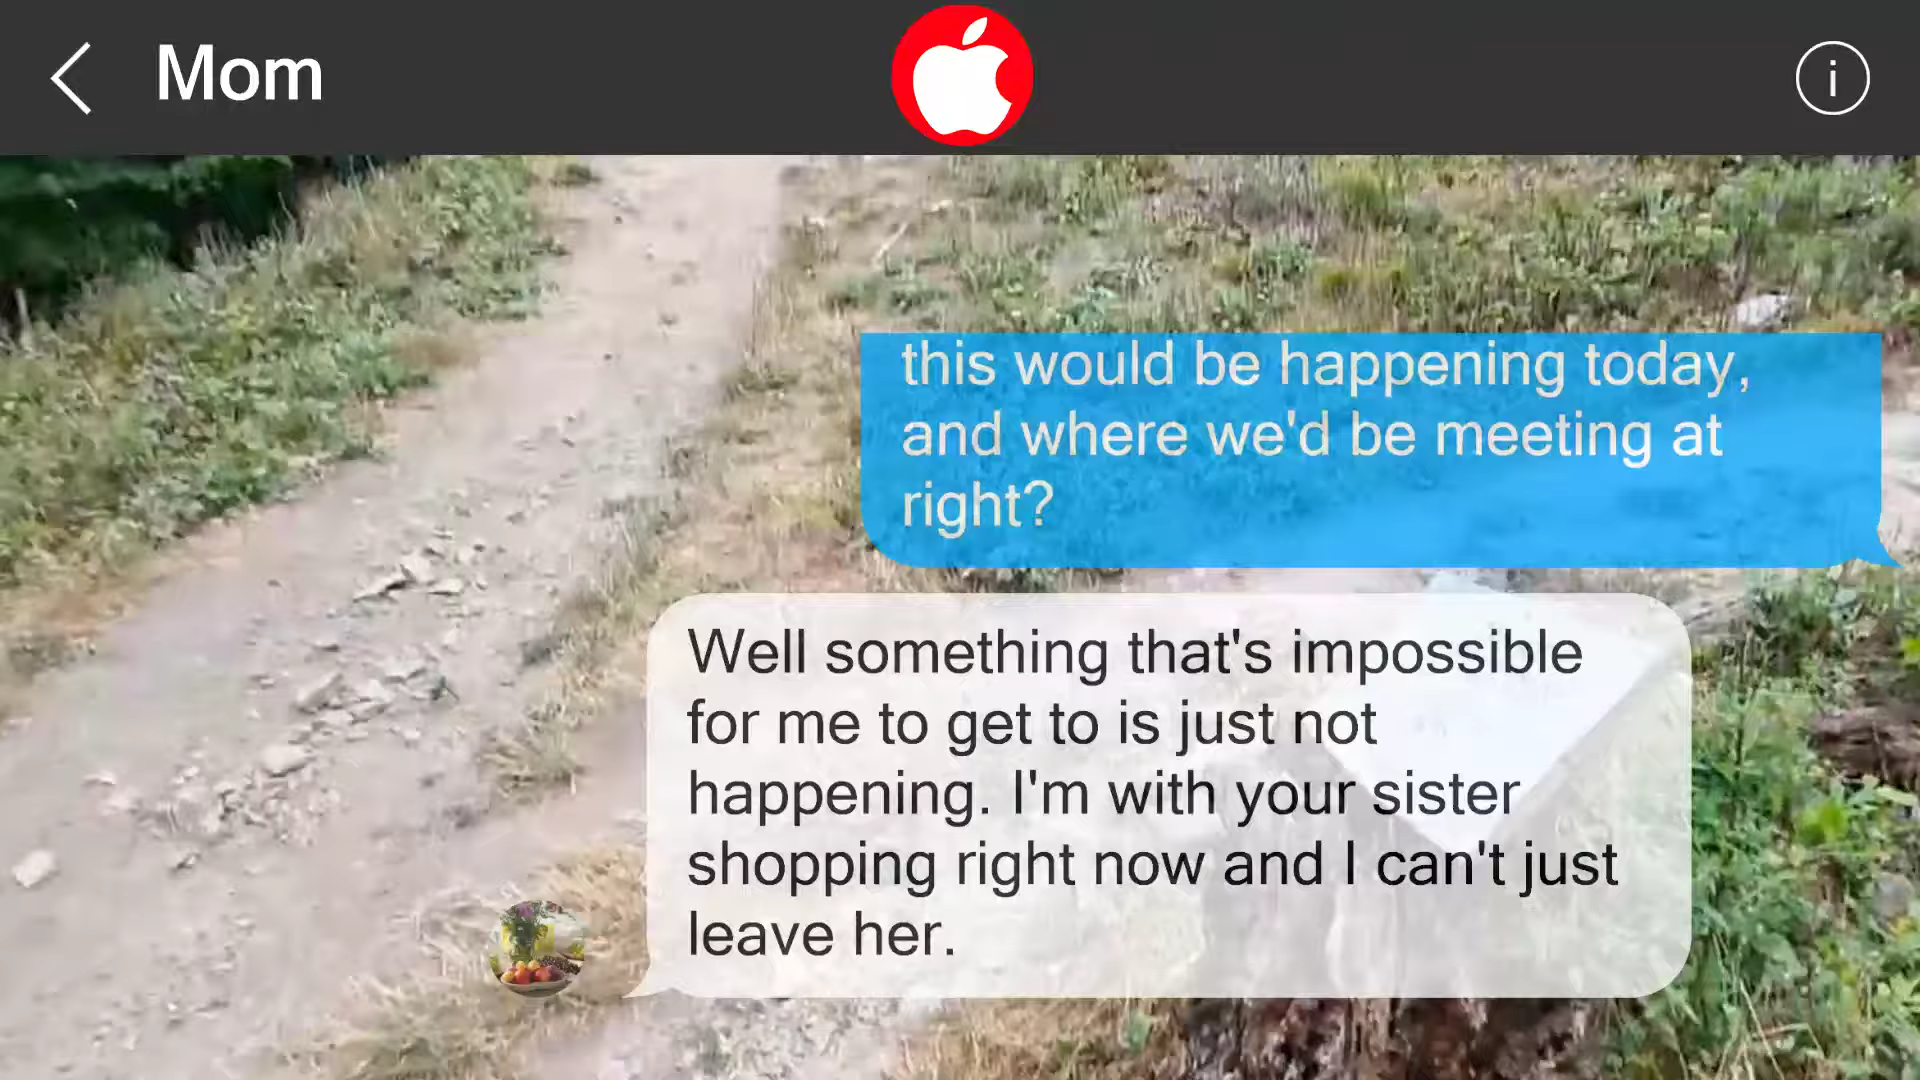 Mom
this would be happening today,
and where we'd be meeting at
right?
Well something that's impossible
for me to get to is just not
happening. I'm with your sister
shopping right now and I can't just
leave her.